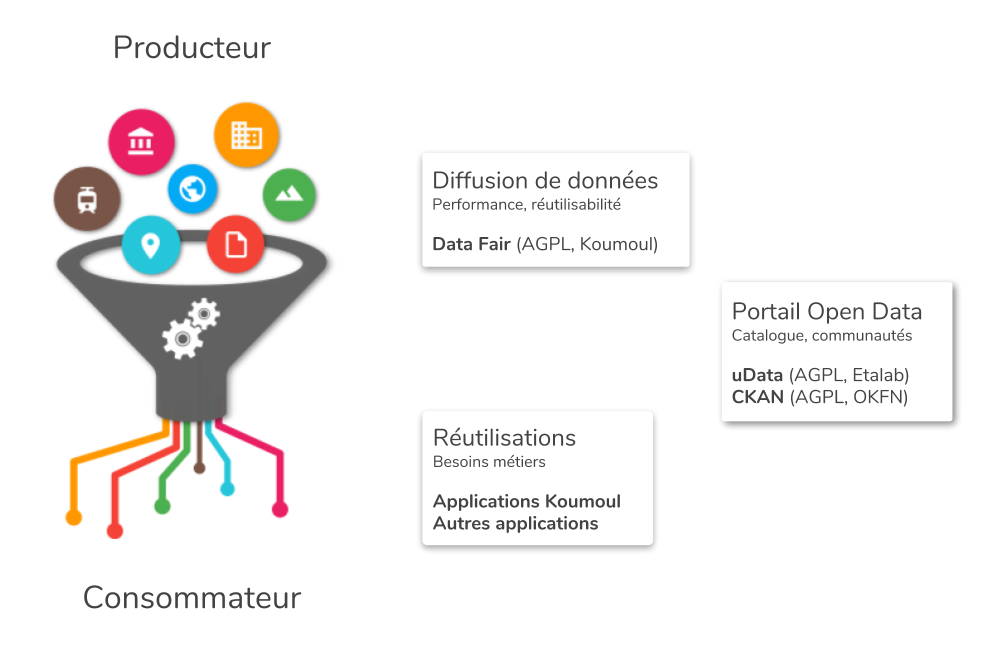 Producteur
Diffusion de données
Performance, réutilisabilité
Data Fair (AGPL, Koumoul)
Portail Open Data
Catalogue, communautés
uData (AGPL, Etalab)
CKAN (AGPL, OKFN)
Réutilisations
Besoins métiers
Applications Koumoul
Autres applications
Consommateur